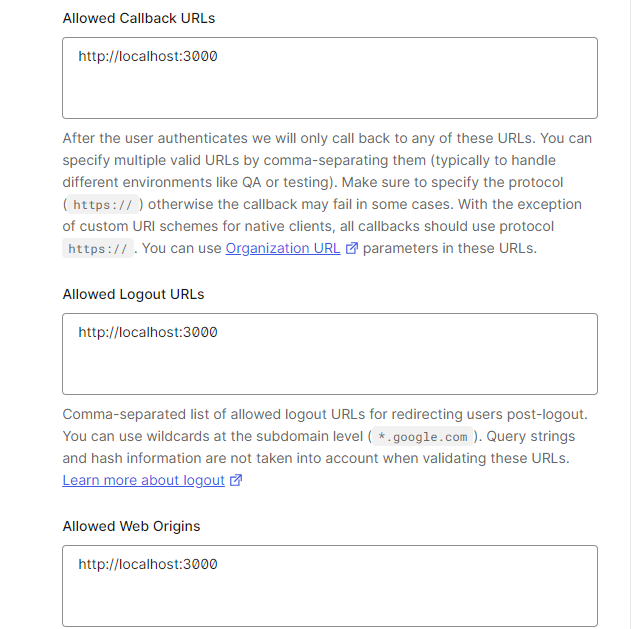 Allowed Callback URLs
http://localhost:3000
After the user authenticates we will only call back to any of these URLs. You can
specify multiple valid URLs by comma-separating them (typically to handle
different environments like QA or testing). Make sure to specify the protocol
( https:// ) otherwise the callback may fail in some cases. With the exception
of custom URI schemes for native clients, all callbacks should use protocol
https:// . You can use Organization URL parameters in these URLs.
Allowed Logout URLs
http://localhost:3000
Comma-separated list of allowed logout URLs for redirecting users post-logout.
You can use wildcards at the subdomain level ( *.google.com ). Query strings
and hash information are not taken into account when validating these URLs.
Learn more about logout
Allowed Web Origins
http://localhost:3000